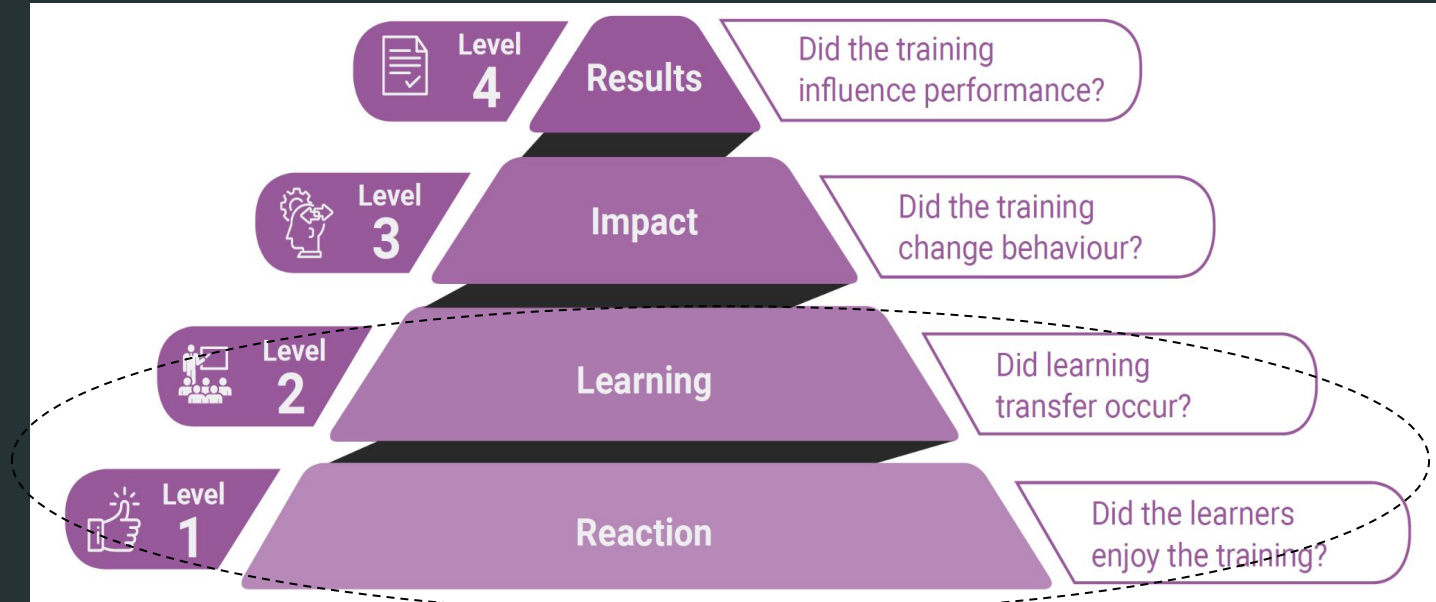 Level
4
Results
Did the training
influence performance?
Level
3
Impact
Did the training
change behaviour?
Level
2
Learning
Did learning
transfer occur?
Level
1
Reaction
Did the learners
enjoy the training?